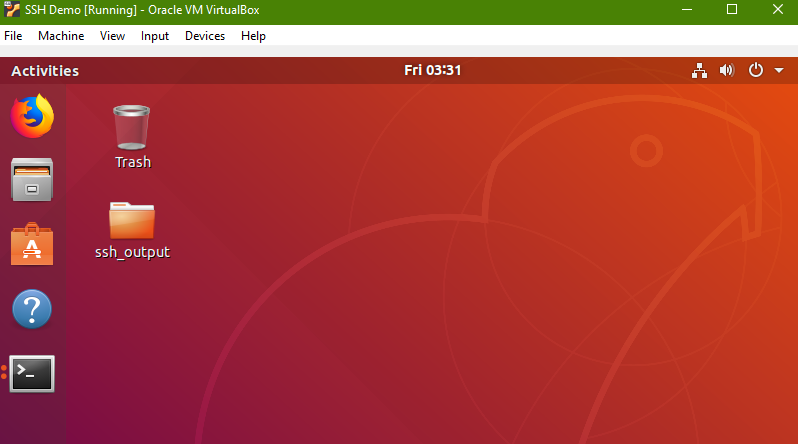 SSH Demo [Running] - Oracle VM VirtualBox
File Machine View Input Devices Help
Activities Fri 03:31
Trash
ssh_output